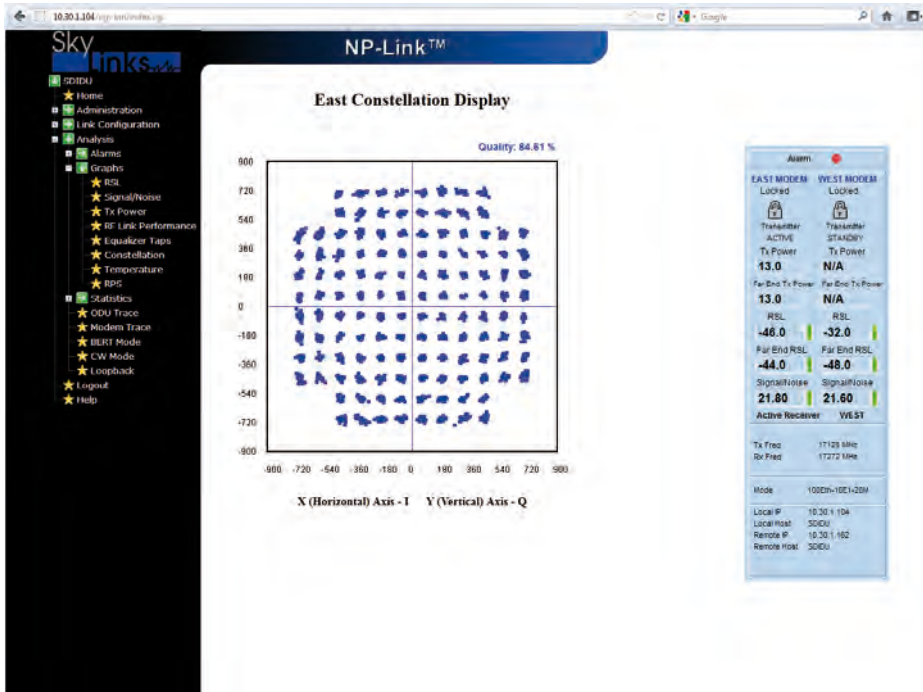 10.30.1.104
Google
Sky
Links
NP-Link™
SDIDU
Home
Administration
Link Configuration
Analysis
Alarms
Graphs
RSL
Signal/Noise
Tx Power
RF Link Performance
Equalizer Taps
Constellation
Temperature
RPS
Statistics
ODU Trace
Modem Trace
BERT Mode
CW Mode
Loopback
Logout
Help
East Constellation Display
Quality: 84.61 %
900
720
540
360
180
0
-180
-360
-540
-720
-900
-900 -720 -540 -360 -180 0 180 360 540 720 900
X (Horizontal) Axis - I Y (Vertical) Axis - Q
Alarm
EAST MODEM WEST MODEM
Locked Locked
Transmitter Transmitter
ACTIVE STANDBY
Tx Power Tx Power
13.0 N/A
Far End Tx Power Far End Tx Power
13.0 N/A
RSL RSL
-46.0 -32.0
Far End RSL Far End RSL
-44.0 -48.0
Signal/Noise Signal/Noise
21.80 21.60
Active Receiver WEST
Tx Freq MHz
Rx Freq 17272 MHz
Mode 100Eth-10E1-28M
Local IP 10.30.1.104
Local Host SDIDU
Remote IP 10.30.1.162
Remote Host SDIDU